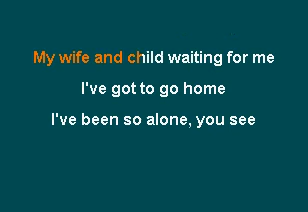 My wife and child waiting for me
I've got to go home
I've been so alone, you see